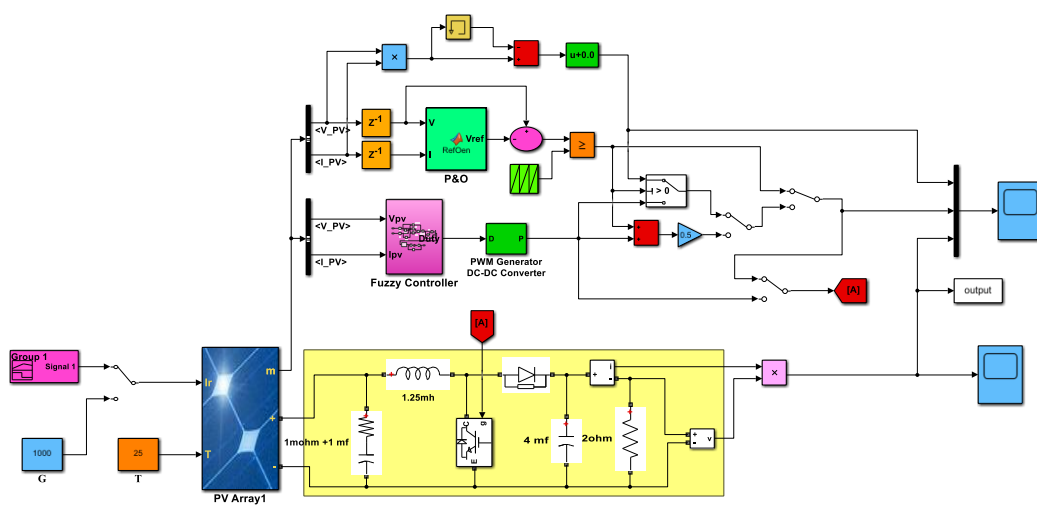 u+0.0
×
<V_PV>
<I_PV>
Z-1
Z-1
V
I
Vref
RefGen
P&O
≥
> 0
<V_PV>
<I_PV>
Vpv
Ipv
Duty
Fuzzy Controller
D
P
PWM Generator
DC-DC Converter
0.5
[A]
output
[A]
Group 1
Signal 1
Ir
T
m
+
-
PV Array1
1000
G
25
T
1.25mh
1mohm +1 mf
g
C
E
4 mf
2ohm
i
+
-
+
-
v
×